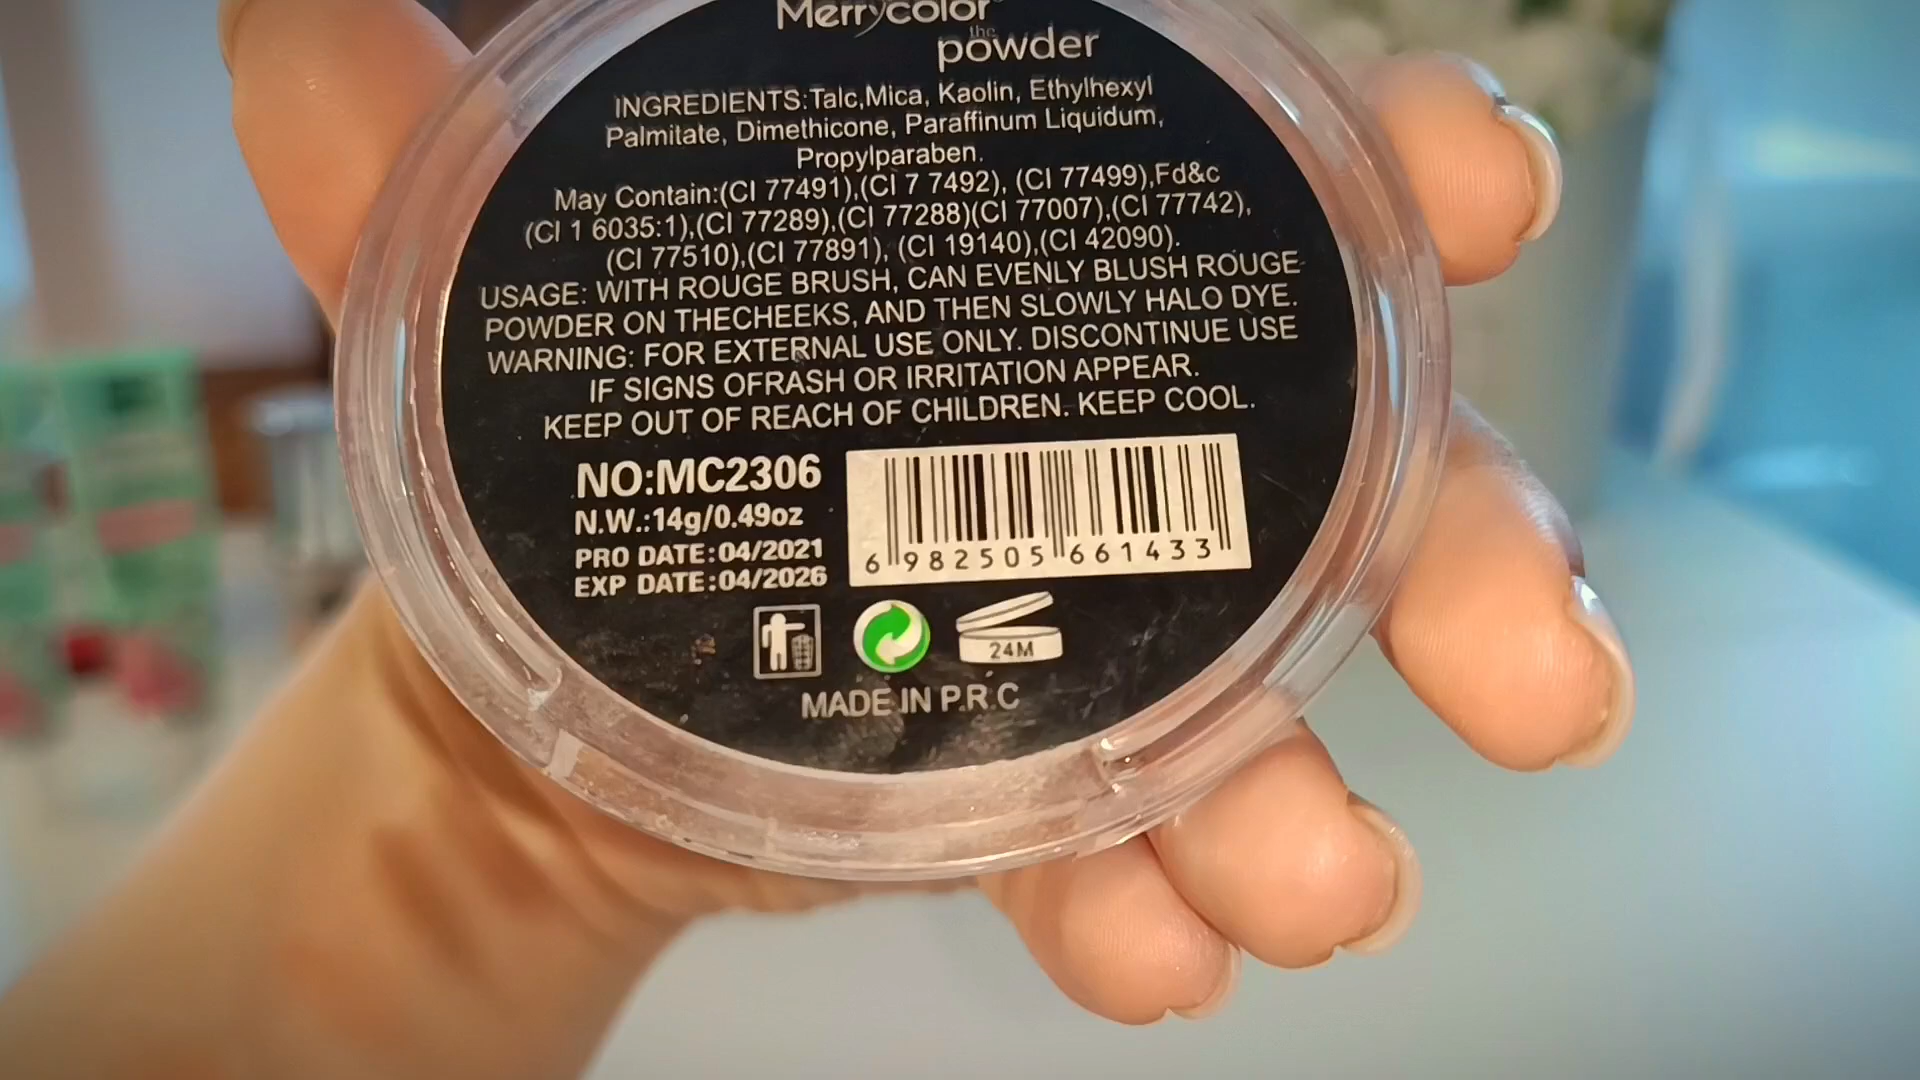 Merrycolor
the
powder
INGREDIENTS:Talc,Mica, Kaolin, Ethylhexyl
Palmitate, Dimethicone, Paraffinum Liquidum,
Propylparaben.
May Contain:(CI 77491),(CI 7 7492), (CI 77499),Fd&c
(CI 1 6035:1),(CI 77289),(CI 77288)(CI 77007),(CI 77742),
(CI 77510),(CI 77891), (CI 19140),(CI 42090).
USAGE: WITH ROUGE BRUSH, CAN EVENLY BLUSH ROUGE
POWDER ON THECHEEKS, AND THEN SLOWLY HALO DYE.
WARNING: FOR EXTERNAL USE ONLY. DISCONTINUE USE
IF SIGNS OFRASH OR IRRITATION APPEAR.
KEEP OUT OF REACH OF CHILDREN. KEEP COOL.
NO:MC2306
N.W.:14g/0.49oz
PRO DATE:04/2021
EXP DATE:04/2026
6 982505 661433
24M
MADE IN P.R.C